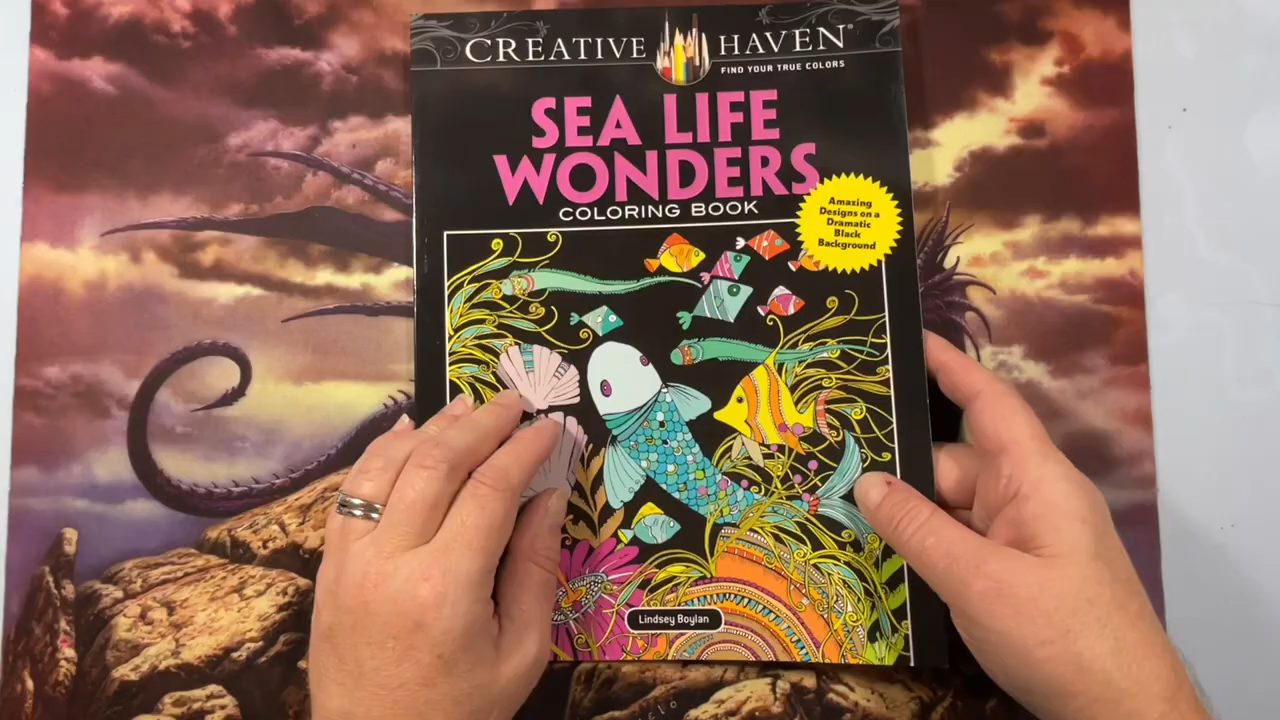 CREATIVE HAVEN®
FIND YOUR TRUE COLORS
SEA LIFE
WONDERS
COLORING BOOK
Amazing
Designs on a
Dramatic
Black
Background
Lindsey Boylan